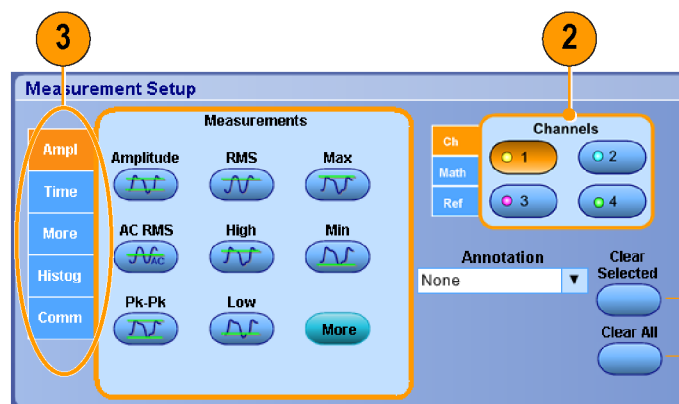 3
2
Measurement Setup
Measurements
Channels
Ampl
Time
More
Histog
Comm
Amplitude
RMS
Max
AC RMS
High
Min
AC
Pk-Pk
Low
More
Ch
Math
Ref
1
2
3
4
Annotation
None
Clear
Selected
Clear All